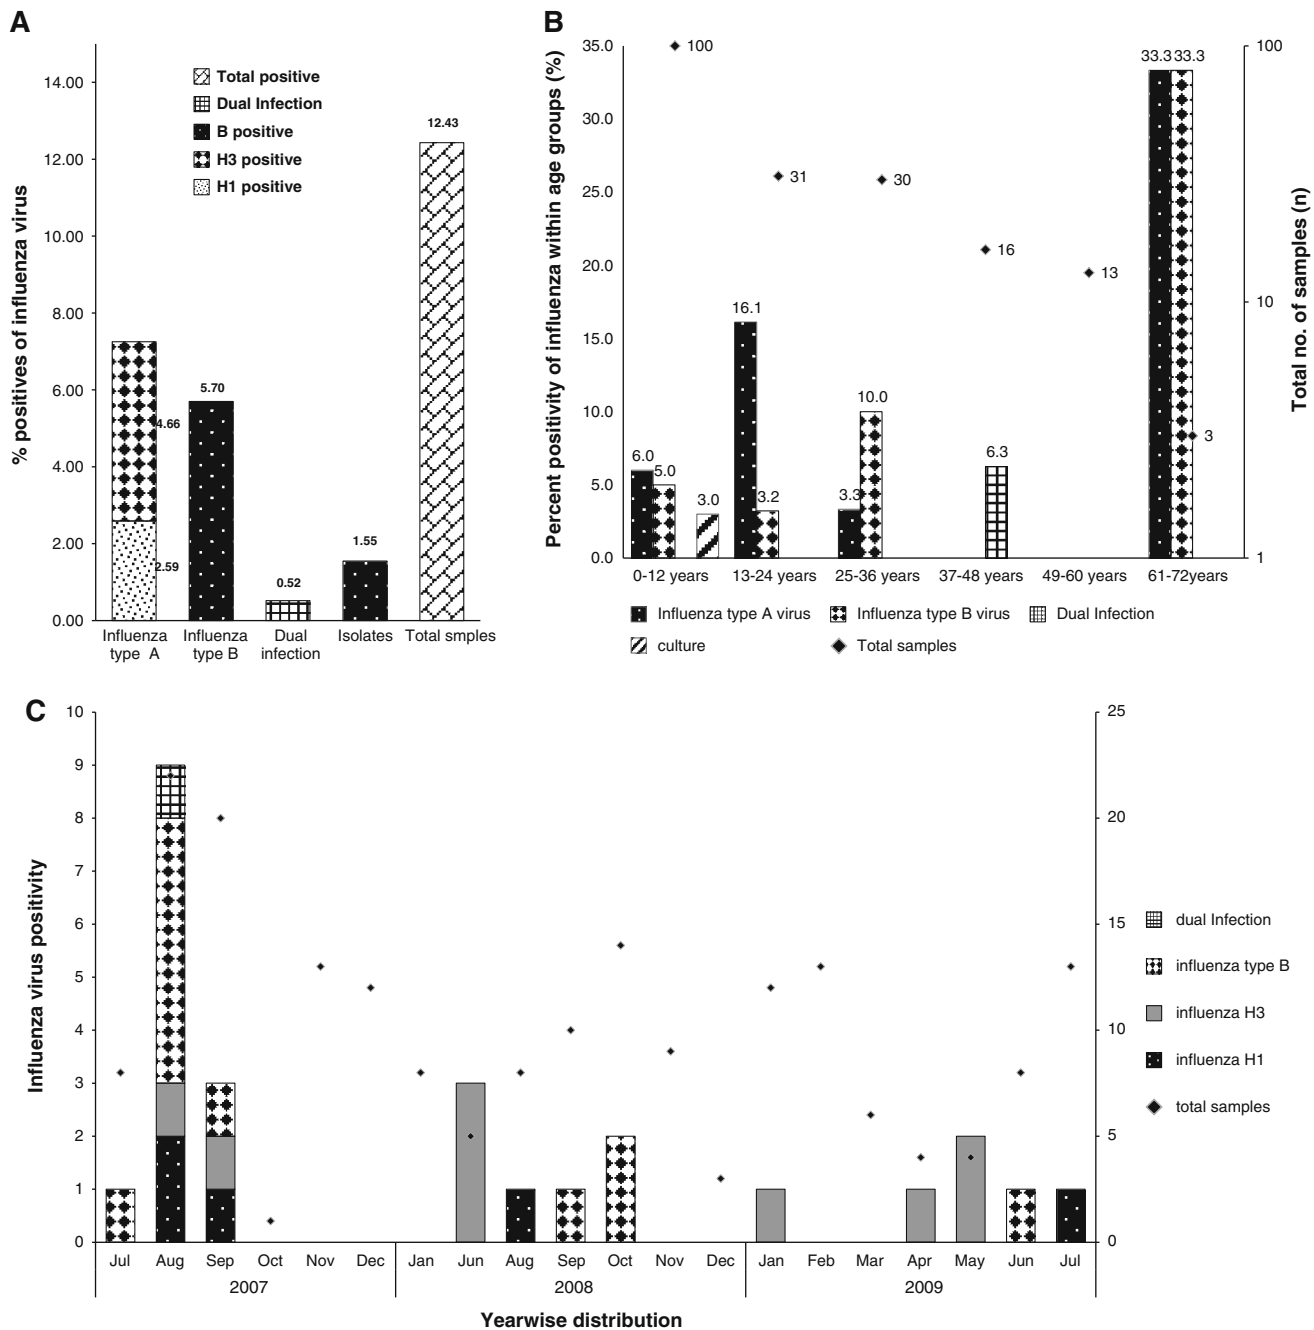 A
% positives of influenza virus
14.00
12.00
10.00
8.00
6.00
4.00
2.00
0.00
Total positive
Dual Infection
B positive
H3 positive
H1 positive
12.43
5.70
4.66
2.59
0.52
1.55
Influenza type A
Influenza type B
Dual infection
Isolates
Total smples
B
Percent positivity of influenza within age groups (%)
35.0
30.0
25.0
20.0
15.0
10.0
5.0
0.0
100
31
30
16
13
3
6.0
5.0
3.0
16.1
3.2
3.3
10.0
6.3
33.3
33.3
100
10
1
Total no. of samples (n)
0-12 years
13-24 years
25-36 years
37-48 years
49-60 years
61-72years
Influenza type A virus
Influenza type B virus
Dual Infection
culture
Total samples
C
Influenza virus positivity
10
9
8
7
6
5
4
3
2
1
0
25
20
15
10
5
0
Jul
Aug
Sep
Oct
Nov
Dec
Jan
Jun
Aug
Sep
Oct
Nov
Dec
Jan
Feb
Mar
Apr
May
Jun
Jul
2007
2008
2009
Yearwise distribution
dual Infection
influenza type B
influenza H3
influenza H1
total samples